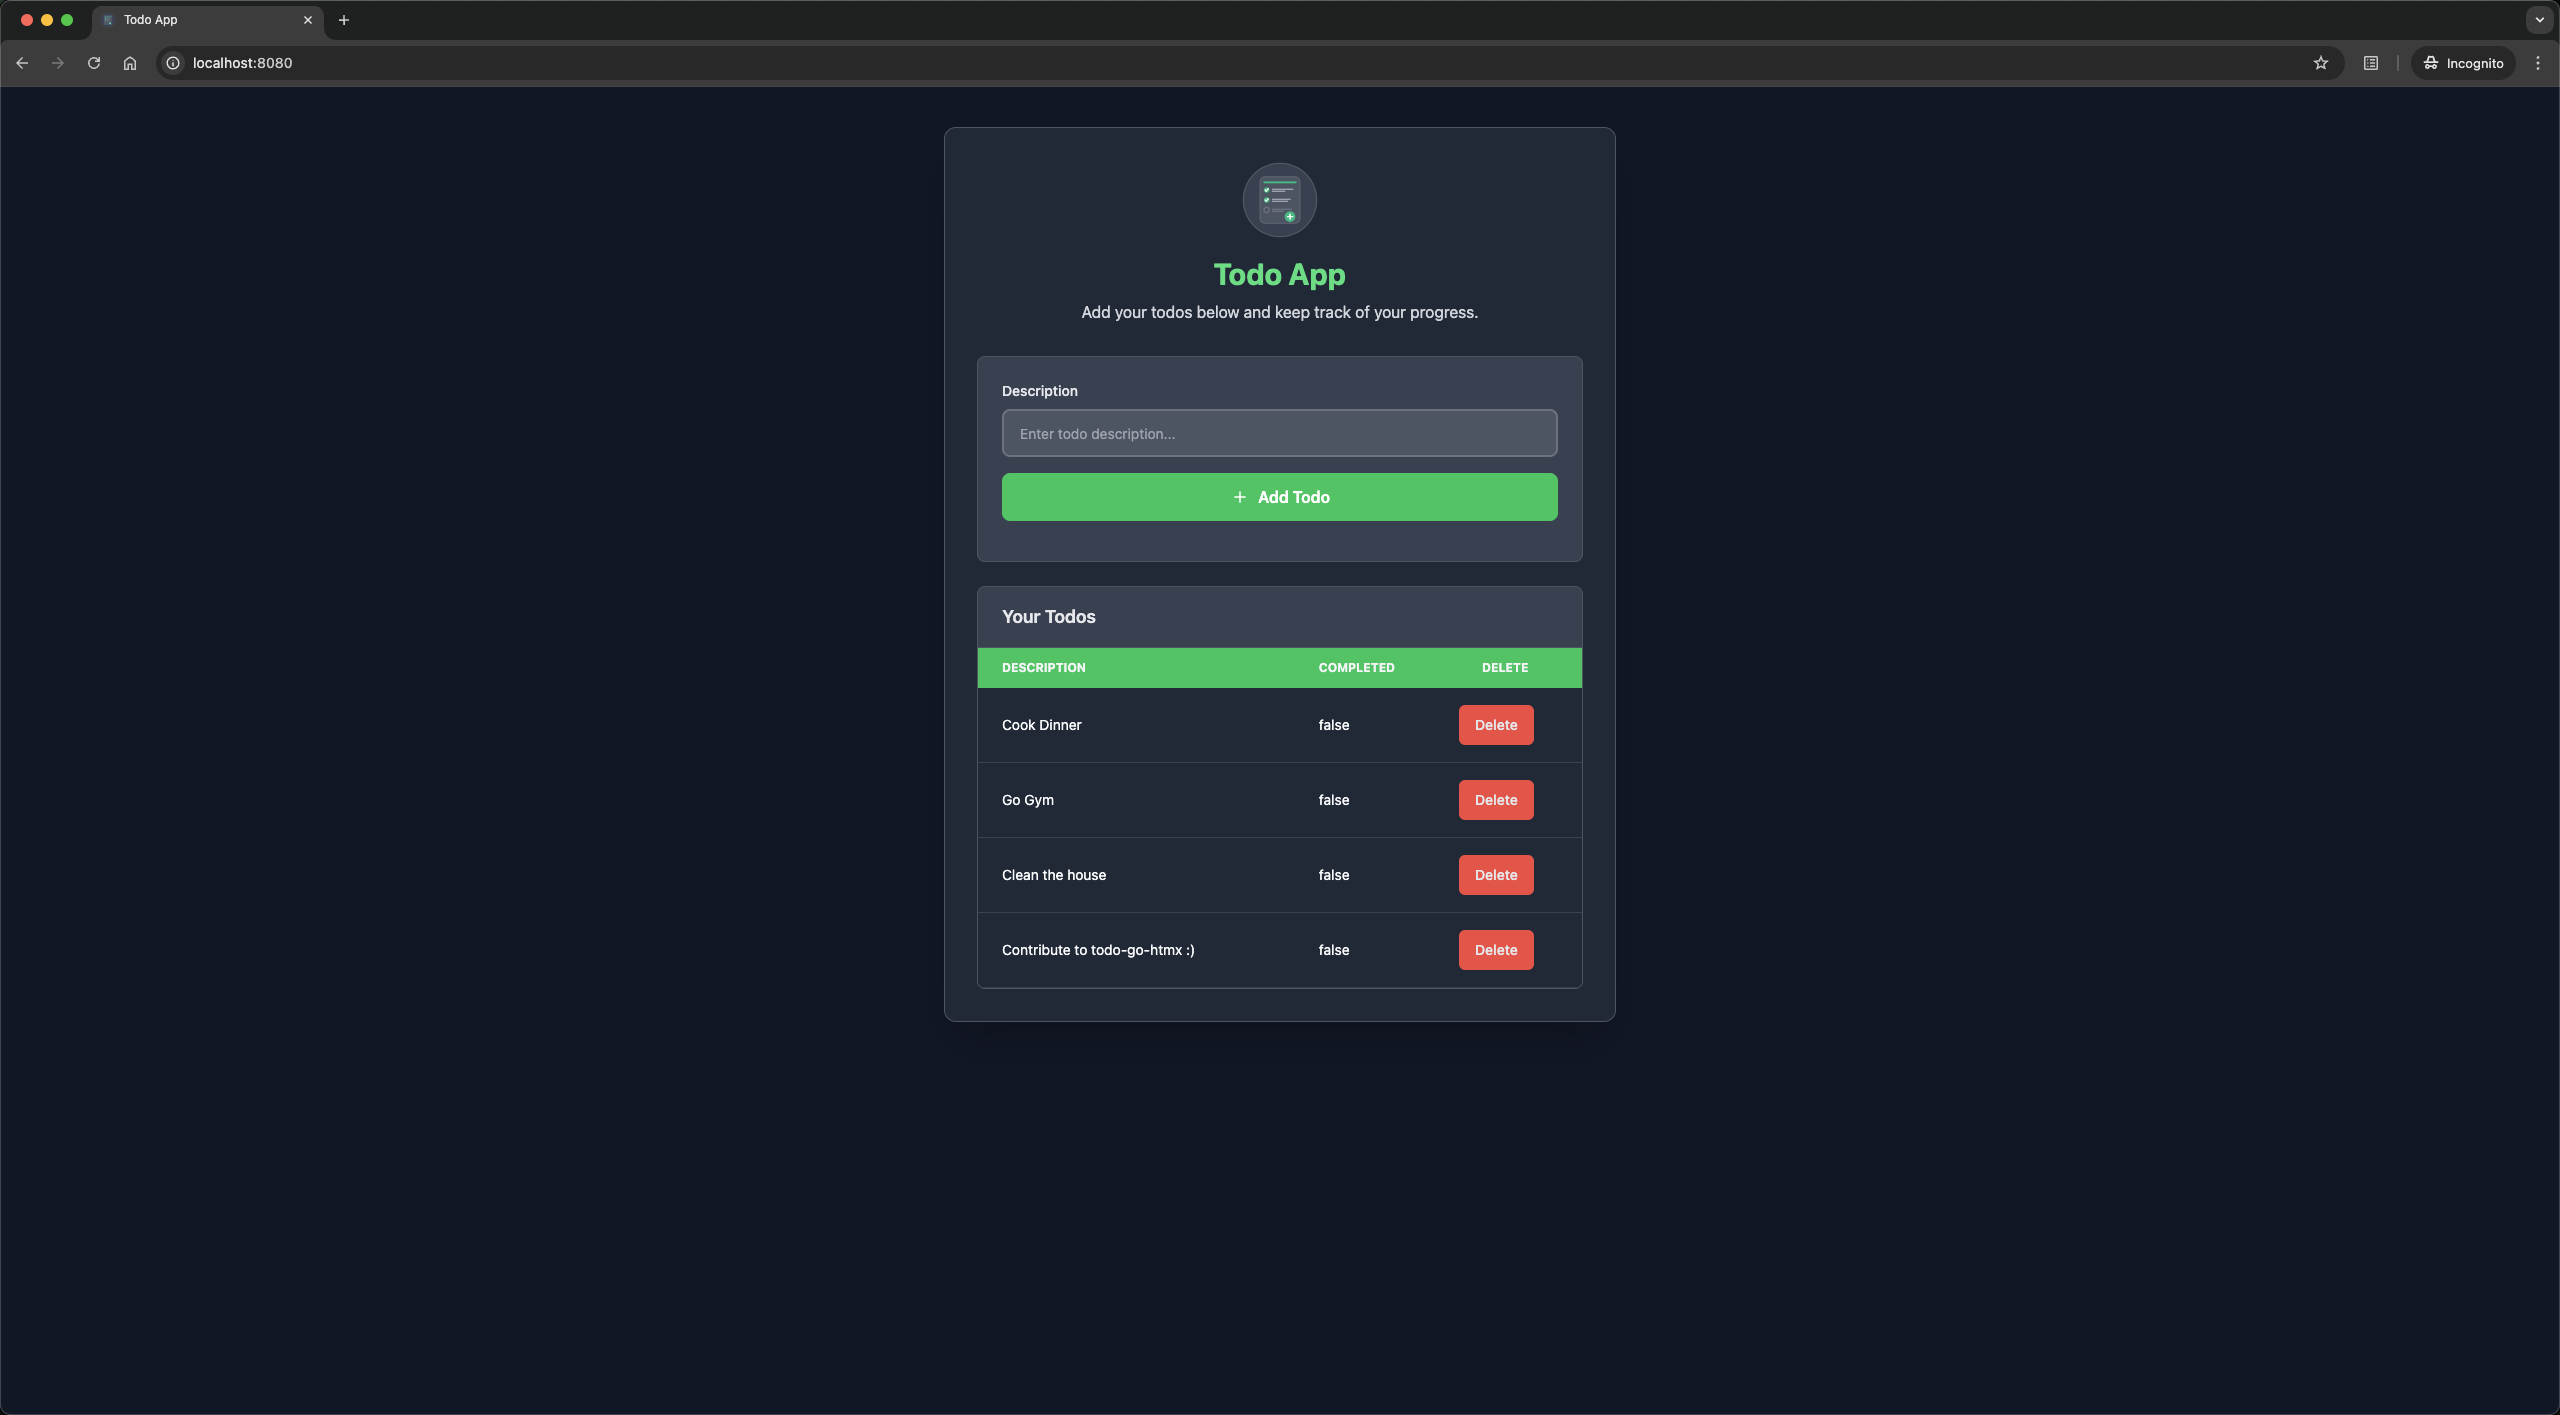 Todo App
localhost:8080
Incognito
Todo App
Add your todos below and keep track of your progress.
Description
Enter todo description...
Add Todo
Your Todos
DESCRIPTION COMPLETED DELETE
Cook Dinner false Delete
Go Gym false Delete
Clean the house false Delete
Contribute to todo-go-htmx :) false Delete